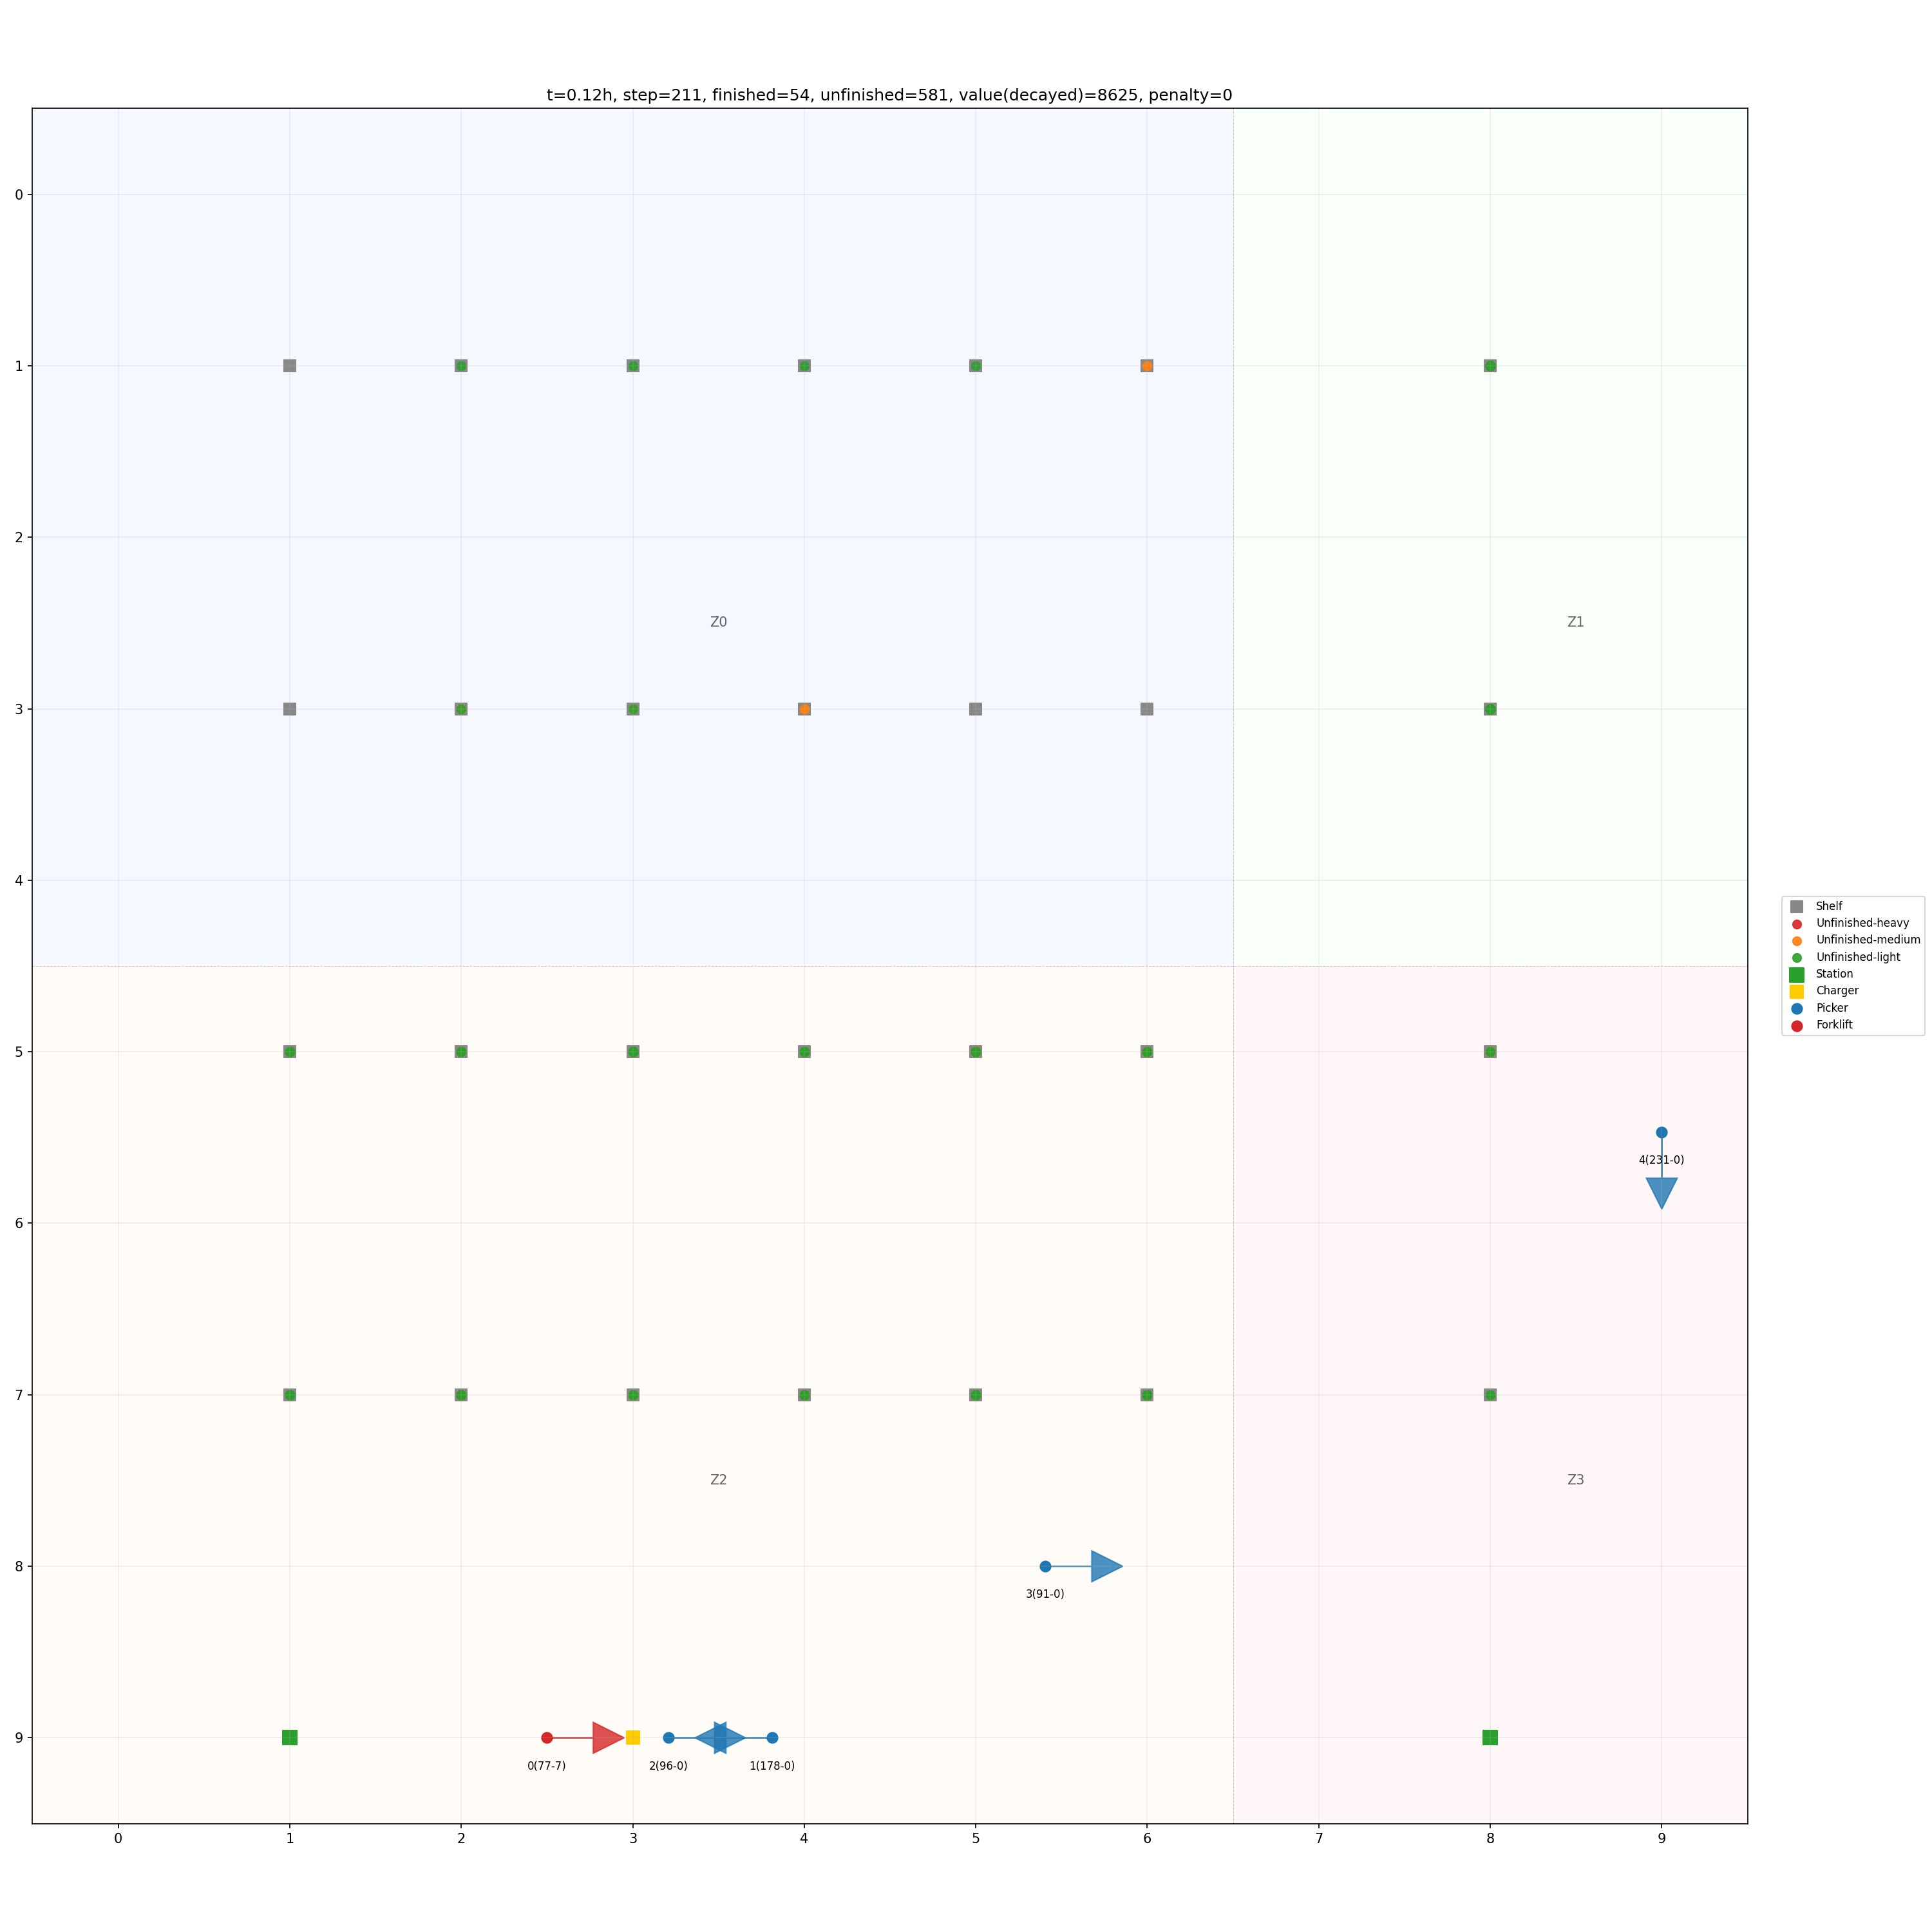 t=0.12h, step=211, finished=54, unfinished=581, value(decayed)=8625, penalty=0
0
1
2
Z0
Z1
3
4
Shelf
Unfinished-heavy
Unfinished-medium
Unfinished-light
Station
Charger
Picker
Forklift
5
4(231-0)
6
7
Z2
Z3
8
3(91-0)
9
0(77-7)
2(96-0)
1(178-0)
0
1
2
3
4
5
6
7
8
9